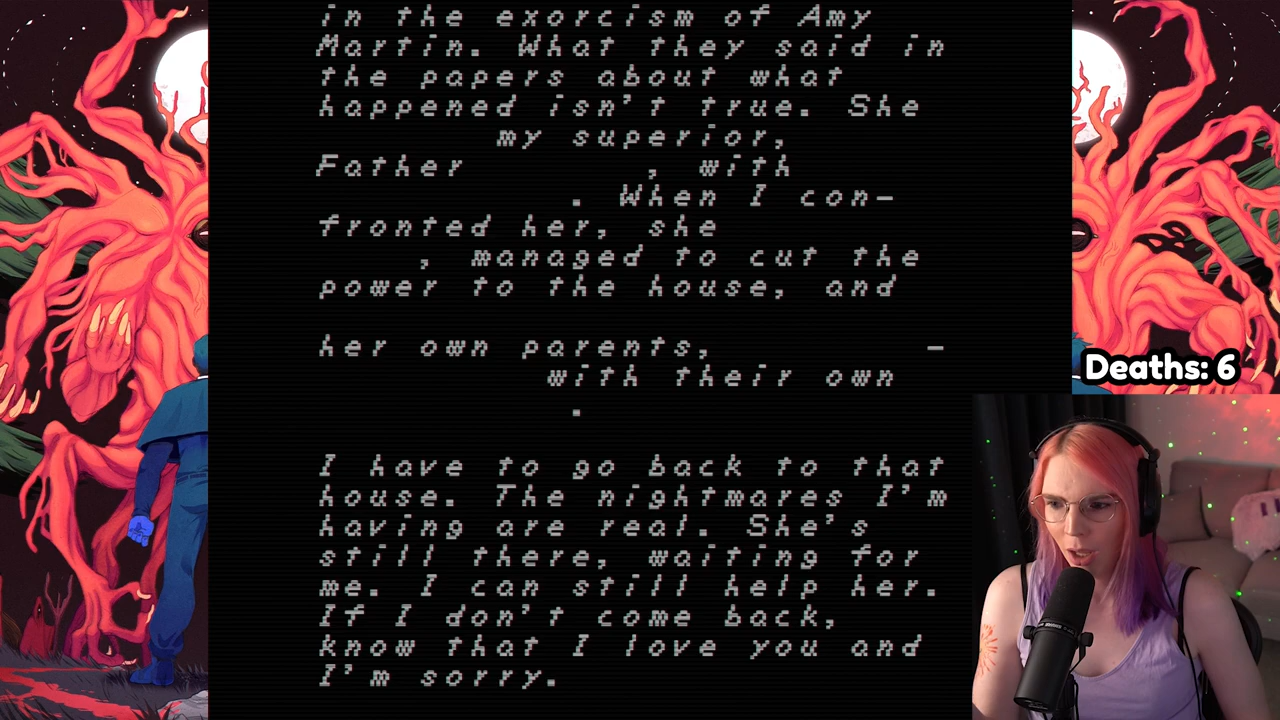 in the exorcism of Amy
Martin. What they said in
the papers about what
happened isn't true. She
my superior,
Father , with
. When I con-
fronted her, she
, managed to cut the
power to the house, and
her own parents, -
with their own
.
I have to go back to that
house. The nightmares I'm
having are real. She's
still there, waiting for
me. I can still help her.
If I don't come back,
know that I love you and
I'm sorry.
Deaths: 6